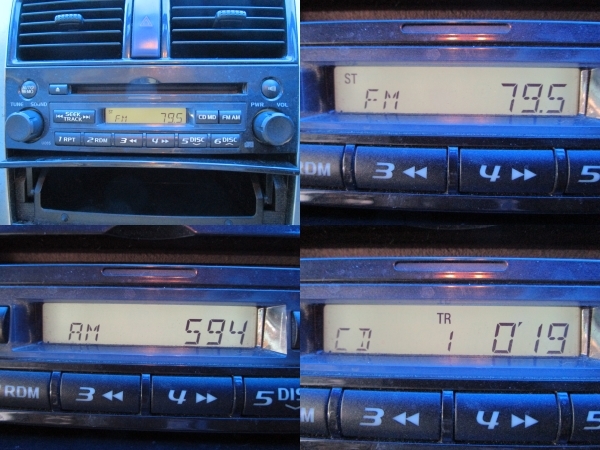 TUNE SOUND
PWR VOL
SEEK
TRACK
FM 79.5
CD MD
FM AM
1 RPT
2 RDM
3 ◂◂
4 ▸▸
5 DISC
6 DISC
ST
FM 79.5
RDM
3 ◂◂
4 ▸▸
5
AM 594
RDM
3 ◂◂
4 ▸▸
5 DIS
TR
CD 1 0'19
M
3 ◂◂
4 ▸▸
5